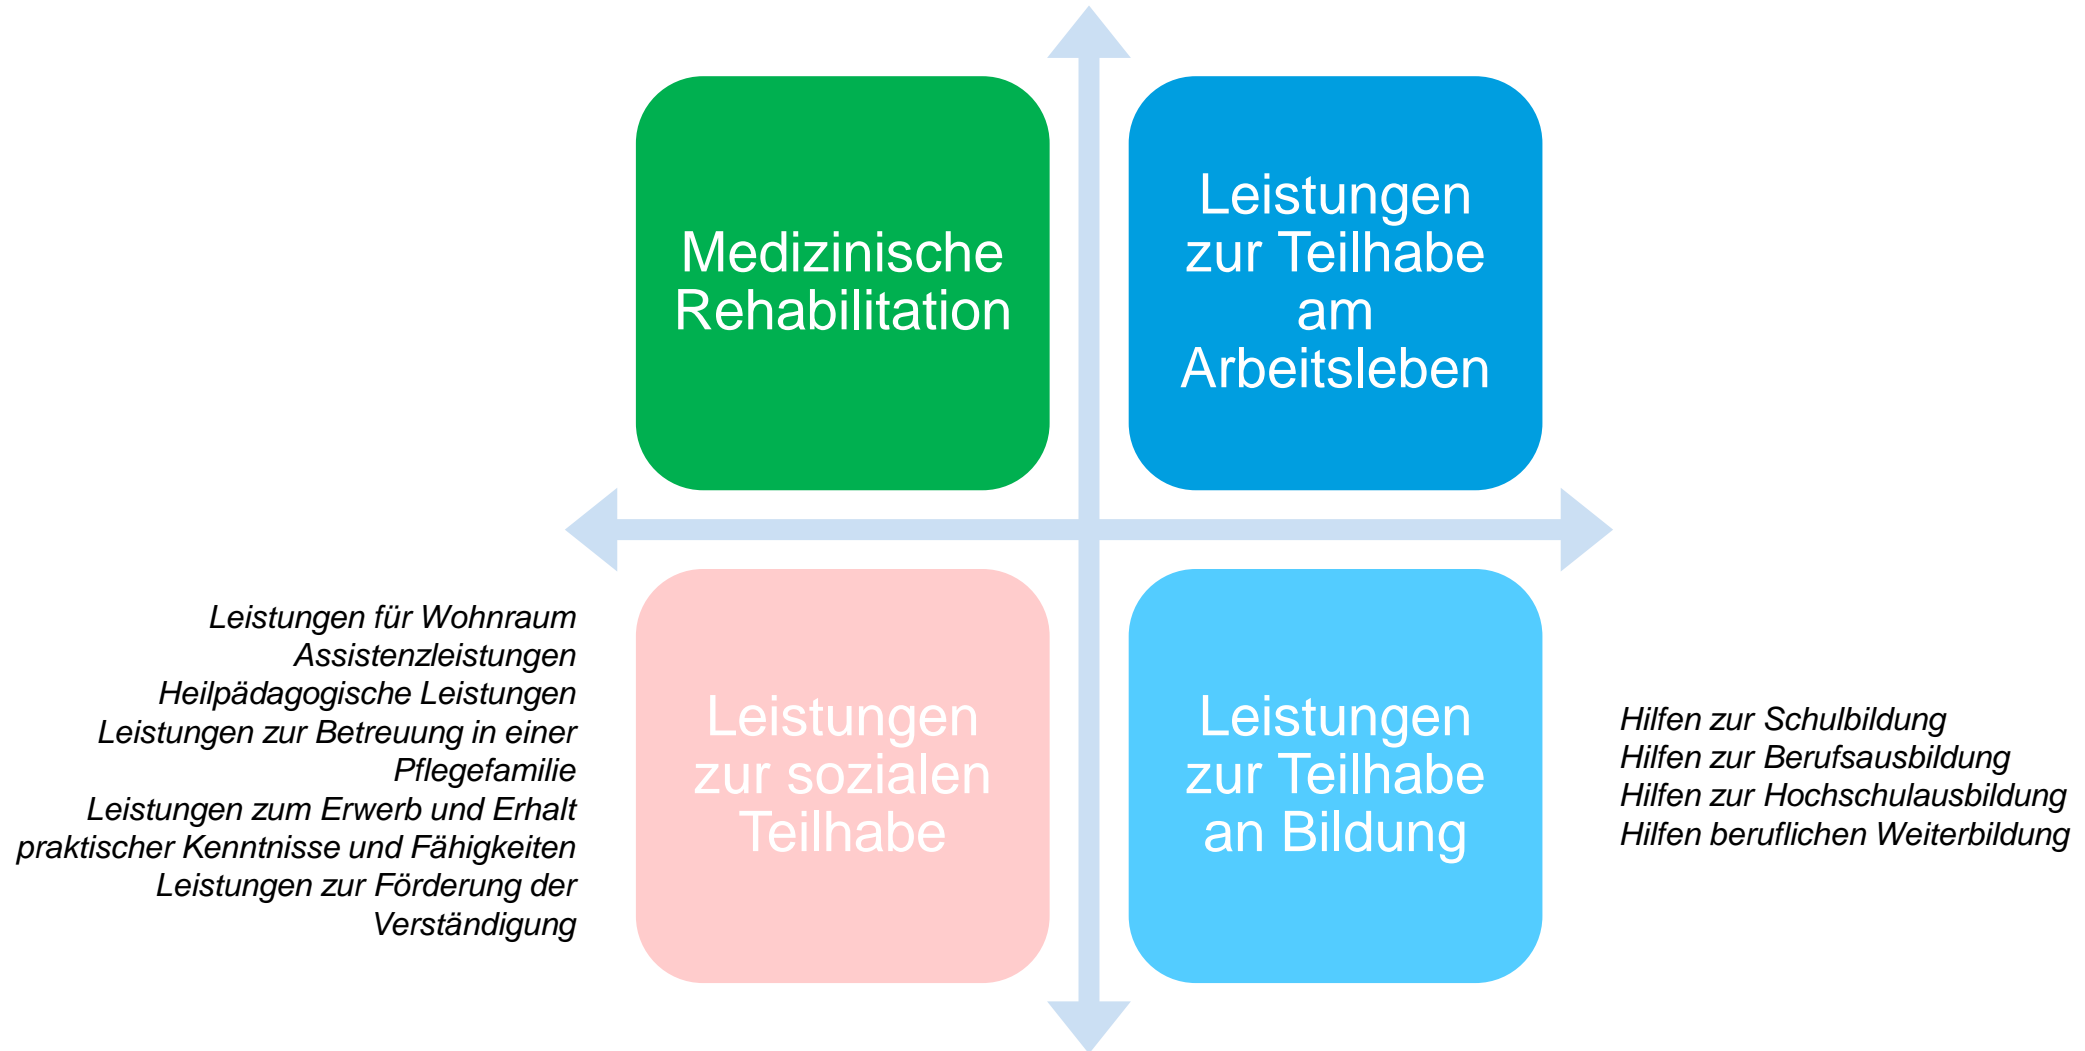 Medizinische
Rehabilitation
Leistungen
zur Teilhabe
am
Arbeitsleben
Leistungen für Wohnraum
Assistenzleistungen
Heilpädagogische Leistungen
Leistungen zur Betreuung in einer
Pflegefamilie
Leistungen zum Erwerb und Erhalt
praktischer Kenntnisse und Fähigkeiten
Leistungen zur Förderung der
Verständigung
Leistungen
zur sozialen
Teilhabe
Leistungen
zur Teilhabe
an Bildung
Hilfen zur Schulbildung
Hilfen zur Berufsausbildung
Hilfen zur Hochschulausbildung
Hilfen beruflichen Weiterbildung